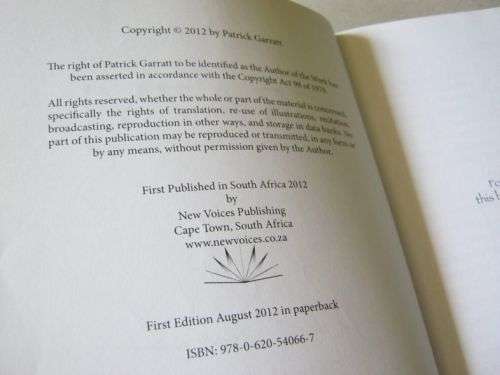 Copyright © 2012 by Patrick Garratt
The right of Patrick Garratt to be identified as the Author of the Work has
been asserted in accordance with the Copyright Act 98 of 1978.
All rights reserved, whether the whole or part of the material is concerned,
specifically the rights of translation, re-use of illustrations, recitation,
broadcasting, reproduction in other ways, and storage in data banks. No
part of this publication may be reproduced or transmitted, in any form or
by any means, without permission given by the Author.
First Published in South Africa 2012
by
New Voices Publishing
Cape Town, South Africa
www.newvoices.co.za
First Edition August 2012 in paperback
ISBN: 978-0-620-54066-7
this